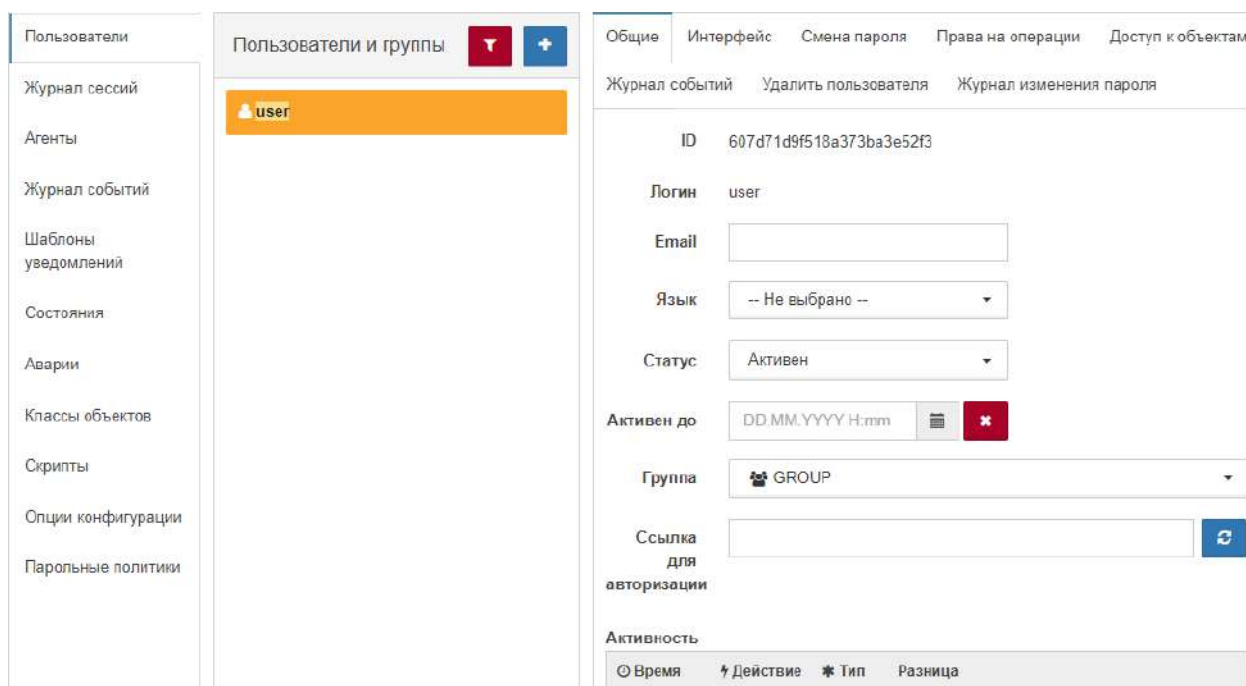 Пользователи
Журнал сессий
Агенты
Журнал событий
Шаблоны
уведомлений
Состояния
Аварии
Классы объектов
Скрипты
Опции конфигурации
Парольные политики
Пользователи и группы
user
Общие Интерфейс Смена пароля Права на операции Доступ к объектам
Журнал событий Удалить пользователя Журнал изменения пароля
ID 607d71d9f518a373ba3e52f3
Логин user
Email
Язык -- Не выбрано --
Статус Активен
Активен до DD.MM.YYYY H:mm
Группа GROUP
Ссылка
для
авторизации
Активность
Время Действие Тип Разница